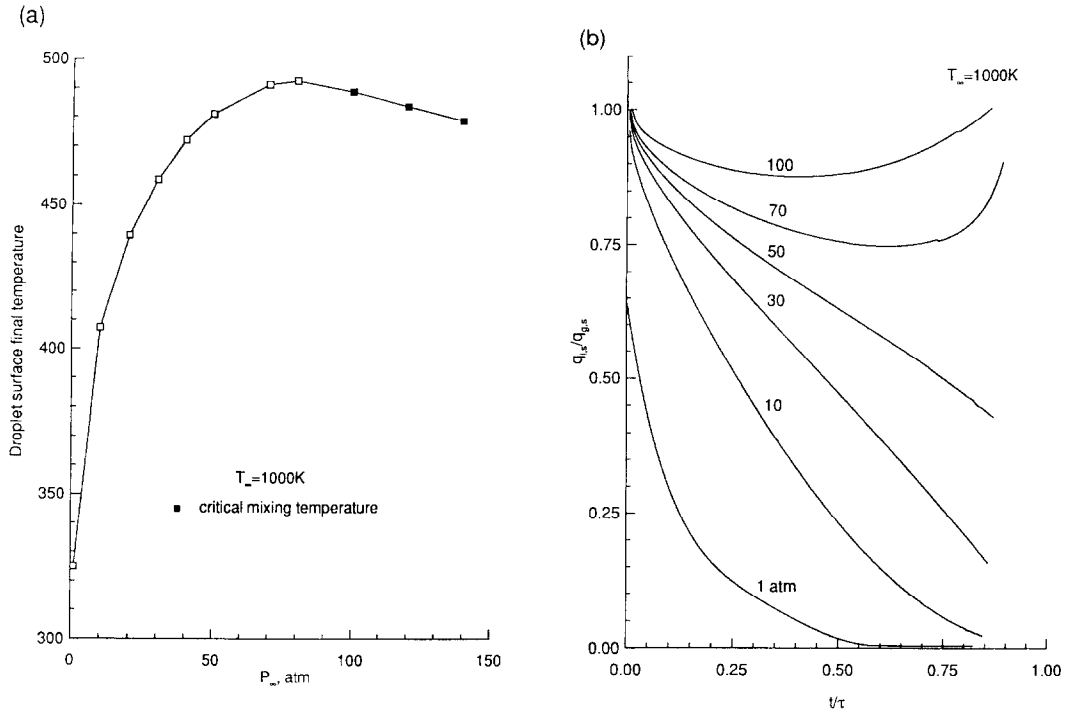 (a)
500
450
400
350
300
0
50
100
150
Droplet surface final temperature
P∞, atm
T∞=1000K
■ critical mixing temperature
(b)
T∞=1000K
1.00
0.75
0.50
0.25
0.00
0.00
0.25
0.50
0.75
1.00
ql,s/qg,s
t/τ
100
70
50
30
10
1 atm